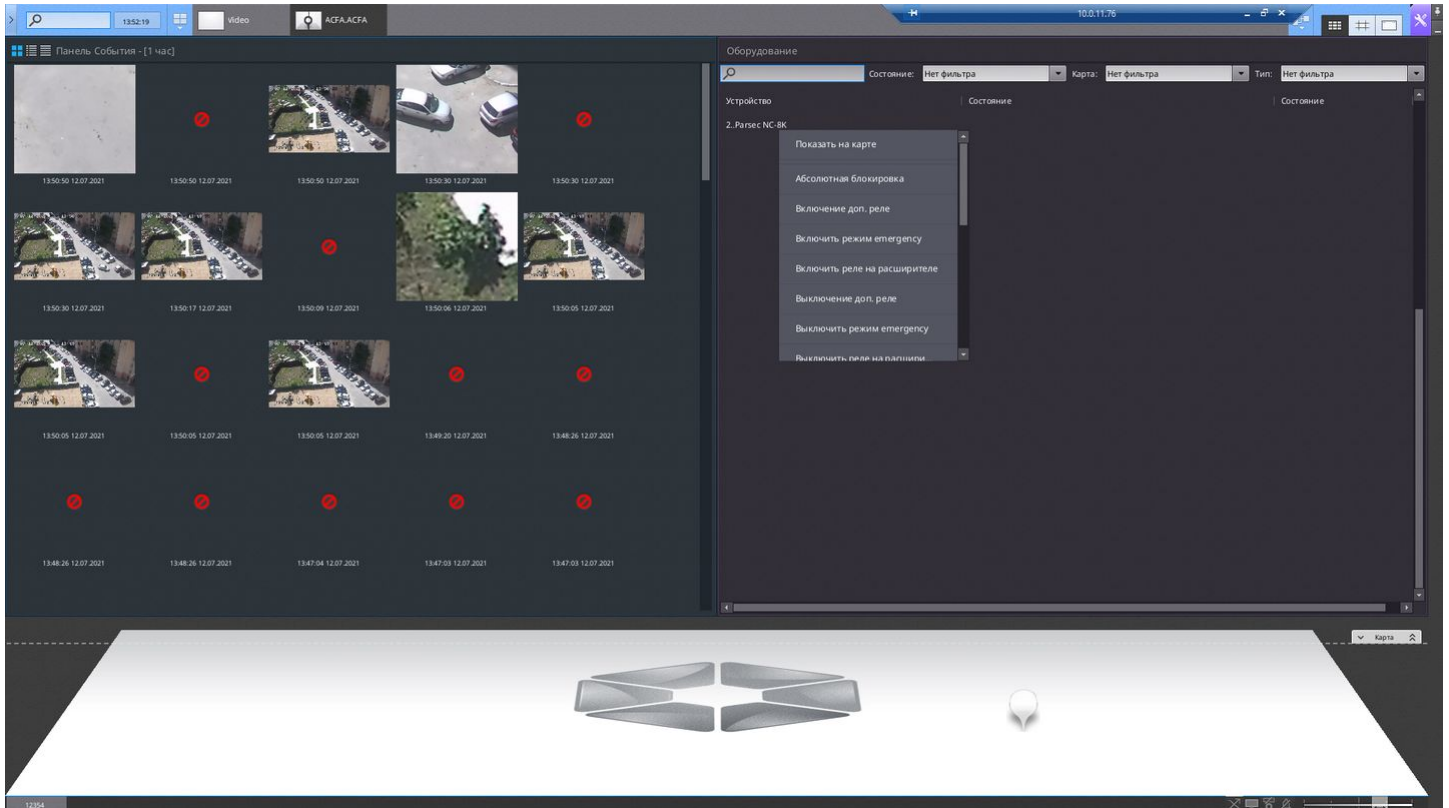 13:52:19
Video
ACFA.ACFA
10.0.11.76
Панель События - [1 час]
13:50:50 12.07.2021
13:50:50 12.07.2021
13:50:50 12.07.2021
13:50:30 12.07.2021
13:50:30 12.07.2021
13:50:30 12.07.2021
13:50:17 12.07.2021
13:50:09 12.07.2021
13:50:06 12.07.2021
13:50:05 12.07.2021
13:50:05 12.07.2021
13:50:05 12.07.2021
13:50:05 12.07.2021
13:49:20 12.07.2021
13:48:26 12.07.2021
13:48:26 12.07.2021
13:48:26 12.07.2021
13:47:04 12.07.2021
13:47:03 12.07.2021
13:47:03 12.07.2021
Оборудование
Состояние: Нет фильтра Карта: Нет фильтра Тип: Нет фильтра
Устройство Состояние Состояние
2..Parsec NC-8K
Показать на карте
Абсолютная блокировка
Включение доп. реле
Включить режим emergency
Включить реле на расширителе
Выключение доп. реле
Выключить режим emergency
Выключить реле на расшири...
Карта
12354